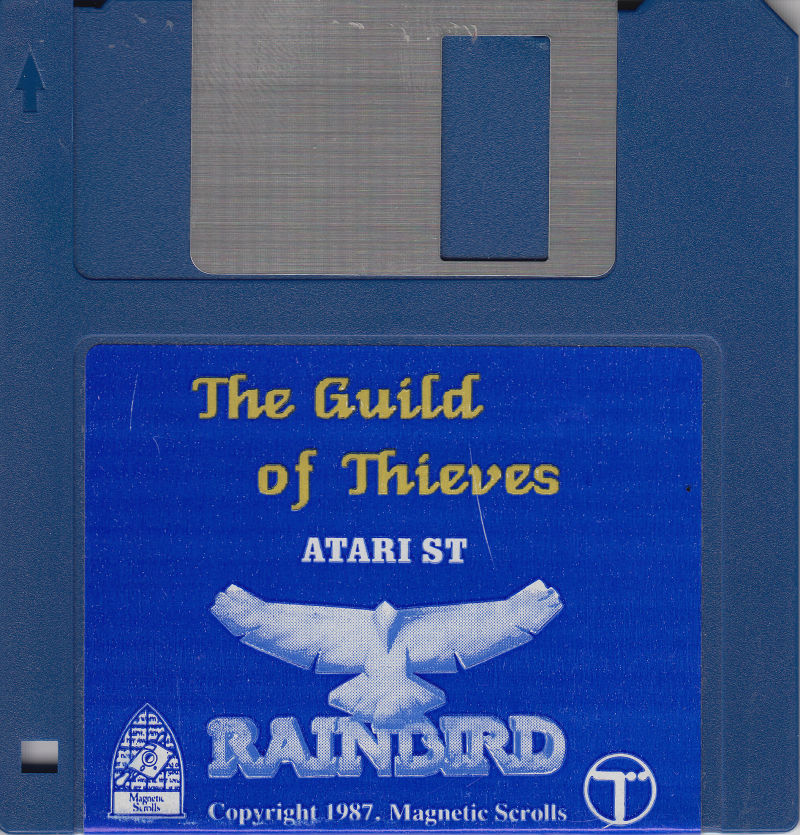 The Guild
of Thieves
ATARI ST
RAINBIRD
Magnetic
Scrolls
Copyright 1987. Magnetic Scrolls
T